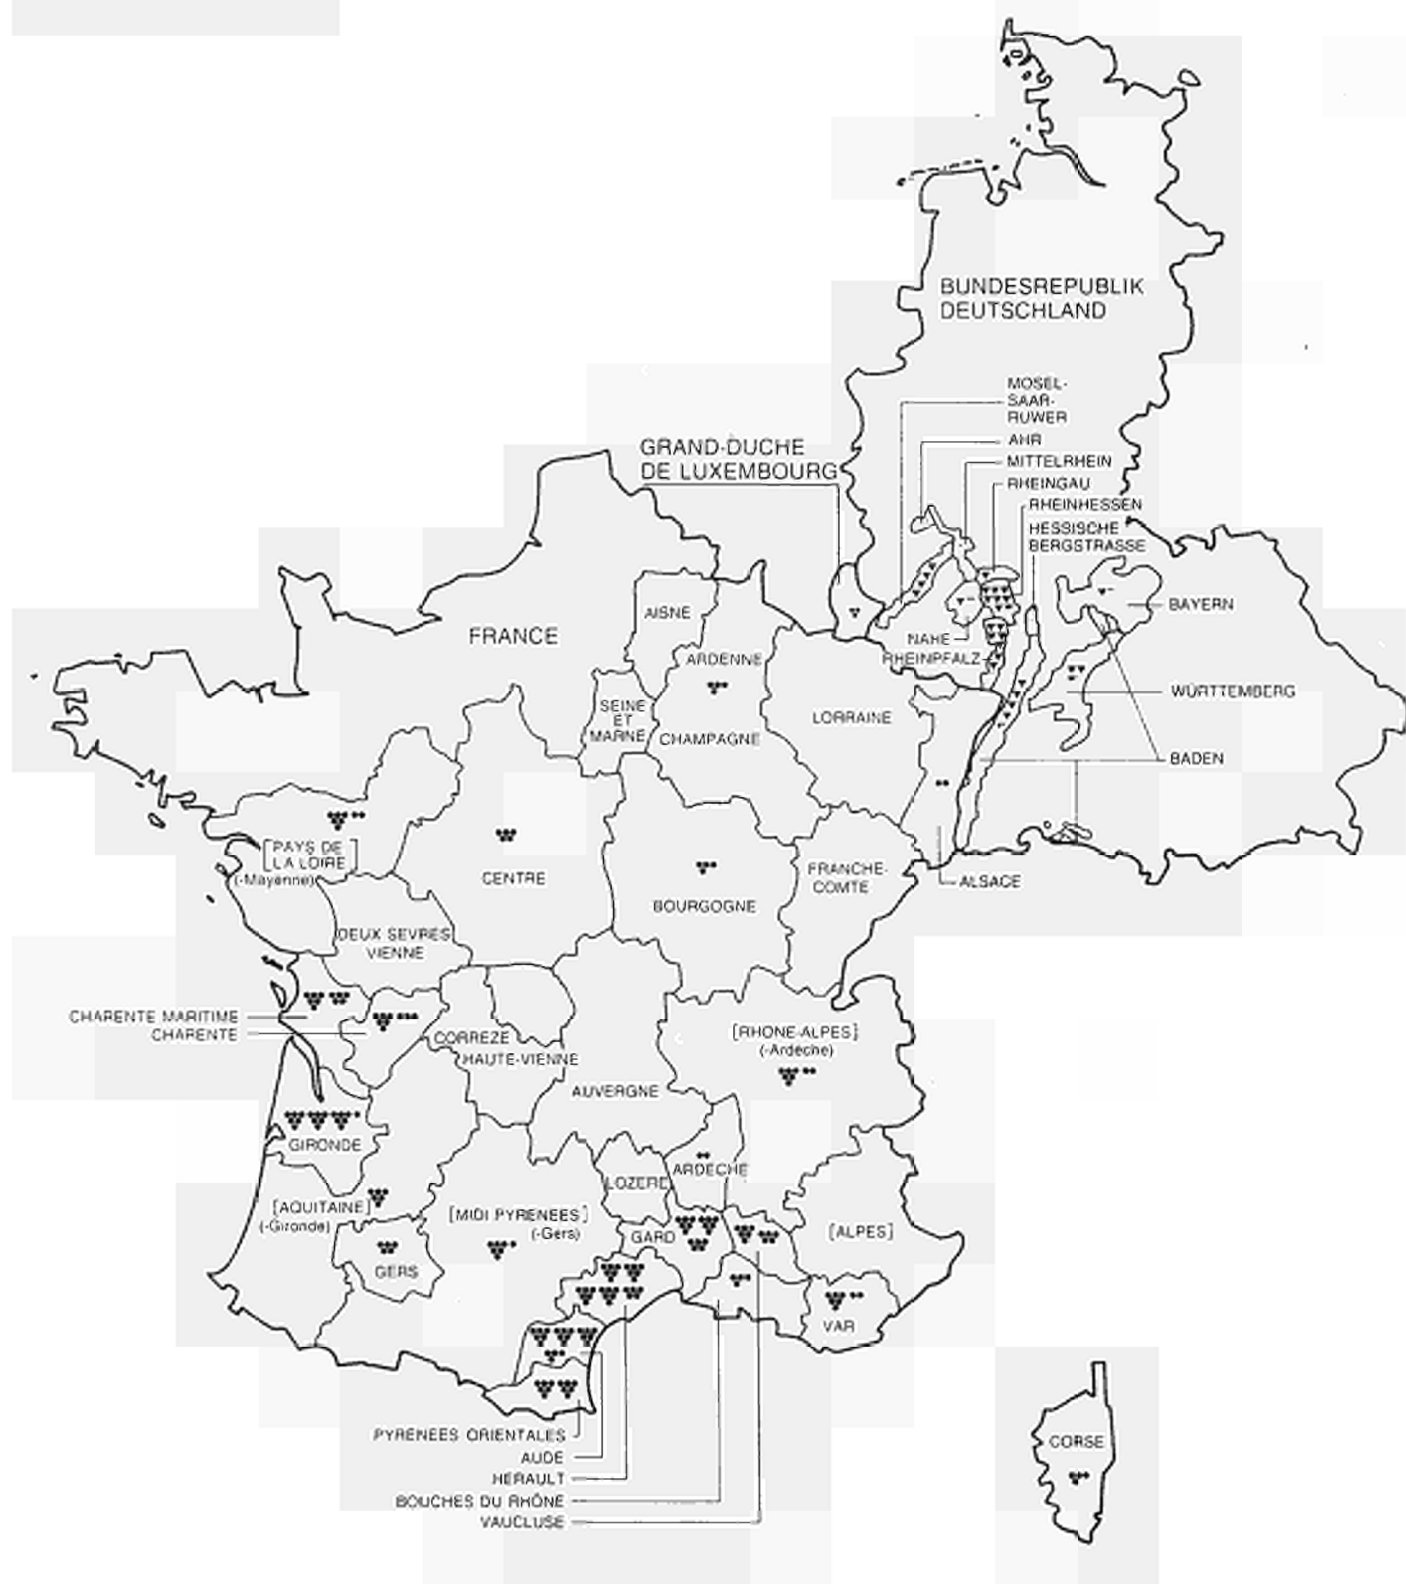 BUNDESREPUBLIK
DEUTSCHLAND
MOSEL-
SAAR-
RUWER
AHR
MITTELRHEIN
RHEINGAU
RHEINHESSEN
HESSISCHE
BERGSTRASSE
GRAND-DUCHE
DE LUXEMBOURG
BAYERN
NAHE
RHEINPFALZ
WÜRTTEMBERG
BADEN
FRANCE
AISNE
ARDENNE
SEINE
ET
MARNE
CHAMPAGNE
LORRAINE
[PAYS DE
LA LOIRE]
(-Mayenne)
CENTRE
BOURGOGNE
FRANCHE-
COMTE
ALSACE
DEUX SEVRES
VIENNE
CHARENTE MARITIME
CHARENTE
CORREZE
HAUTE-VIENNE
AUVERGNE
[RHONE-ALPES]
(-Ardèche)
GIRONDE
ARDECHE
LOZERE
[AQUITAINE]
(-Gironde)
[MIDI PYRENEES]
(-Gers)
GARD
[ALPES]
GERS
VAR
PYRENEES ORIENTALES
AUDE
HERAULT
BOUCHES DU RHÔNE
VAUCLUSE
CORSE